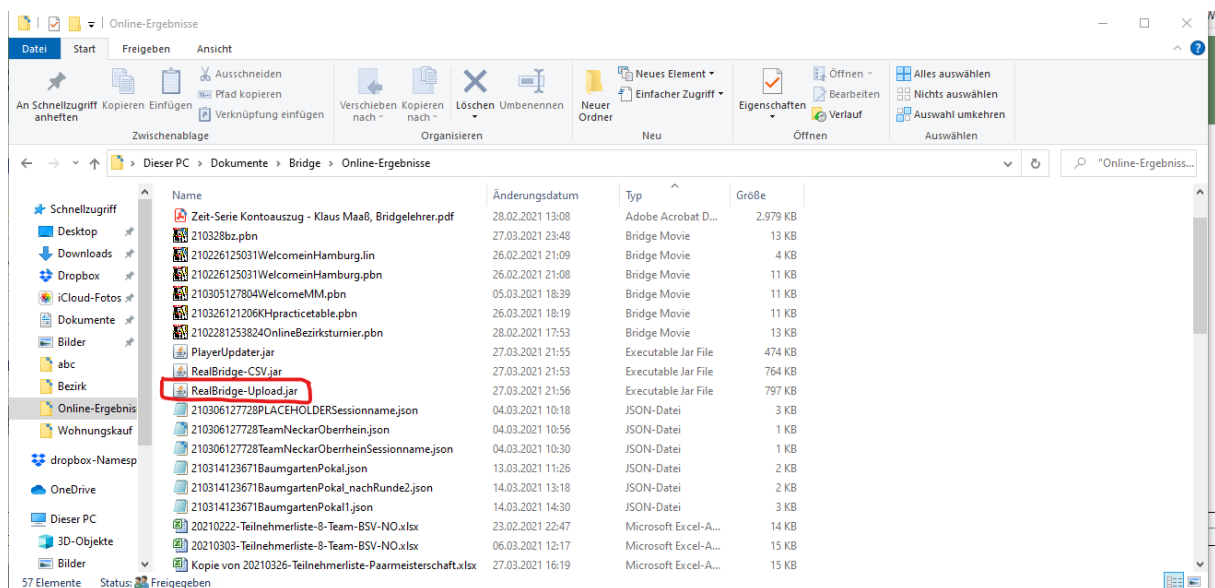 Online-Ergebnisse
Datei Start Freigeben Ansicht
An Schnellzugriff anheften
Kopieren
Einfügen
Ausschneiden
Pfad kopieren
Verknüpfung einfügen
Zwischenablage
Verschieben nach
Kopieren nach
Löschen
Umbenennen
Organisieren
Neuer Ordner
Neues Element
Einfacher Zugriff
Neu
Eigenschaften
Öffnen
Bearbeiten
Verlauf
Öffnen
Alles auswählen
Nichts auswählen
Auswahl umkehren
Auswählen
Dieser PC > Dokumente > Bridge > Online-Ergebnisse
"Online-Ergebniss...
Schnellzugriff
Desktop
Downloads
Dropbox
iCloud-Fotos
Dokumente
Bilder
abc
Bezirk
Online-Ergebnis
Wohnungskauf
dropbox-Namesp
OneDrive
Dieser PC
3D-Objekte
Bilder
Name Änderungsdatum Typ Größe
Zeit-Serie Kontoauszug - Klaus Maaß, Bridgelehrer.pdf 28.02.2021 13:08 Adobe Acrobat D... 2.979 KB
210328bz.pbn 27.03.2021 23:48 Bridge Movie 13 KB
210226125031WelcomeinHamburg.lin 26.02.2021 21:09 Bridge Movie 4 KB
210226125031WelcomeinHamburg.pbn 26.02.2021 21:08 Bridge Movie 11 KB
210305127804WelcomeMM.pbn 05.03.2021 18:39 Bridge Movie 11 KB
210326121206KHpracticetable.pbn 26.03.2021 18:19 Bridge Movie 11 KB
2102281253824OnlineBezirksturnier.pbn 28.02.2021 17:53 Bridge Movie 13 KB
PlayerUpdater.jar 27.03.2021 21:55 Executable Jar File 474 KB
RealBridge-CSV.jar 27.03.2021 21:53 Executable Jar File 764 KB
RealBridge-Upload.jar 27.03.2021 21:56 Executable Jar File 797 KB
210306127728PLACEHOLDERSessionname.json 04.03.2021 10:18 JSON-Datei 3 KB
210306127728TeamNeckarOberrhein.json 04.03.2021 10:56 JSON-Datei 1 KB
210306127728TeamNeckarOberrheinSessionname.json 04.03.2021 10:30 JSON-Datei 1 KB
210314123671BaumgartenPokal.json 13.03.2021 11:26 JSON-Datei 2 KB
210314123671BaumgartenPokal_nachRunde2.json 14.03.2021 13:18 JSON-Datei 2 KB
210314123671BaumgartenPokal1.json 14.03.2021 14:30 JSON-Datei 3 KB
20210222-Teilnehmerliste-8-Team-BSV-NO.xlsx 23.02.2021 22:47 Microsoft Excel-A... 14 KB
20210303-Teilnehmerliste-8-Team-BSV-NO.xlsx 06.03.2021 12:17 Microsoft Excel-A... 15 KB
Kopie von 20210326-Teilnehmerliste-Paarmeisterschaft.xlsx 27.03.2021 16:19 Microsoft Excel-A... 15 KB
57 Elemente Status: Freigegeben